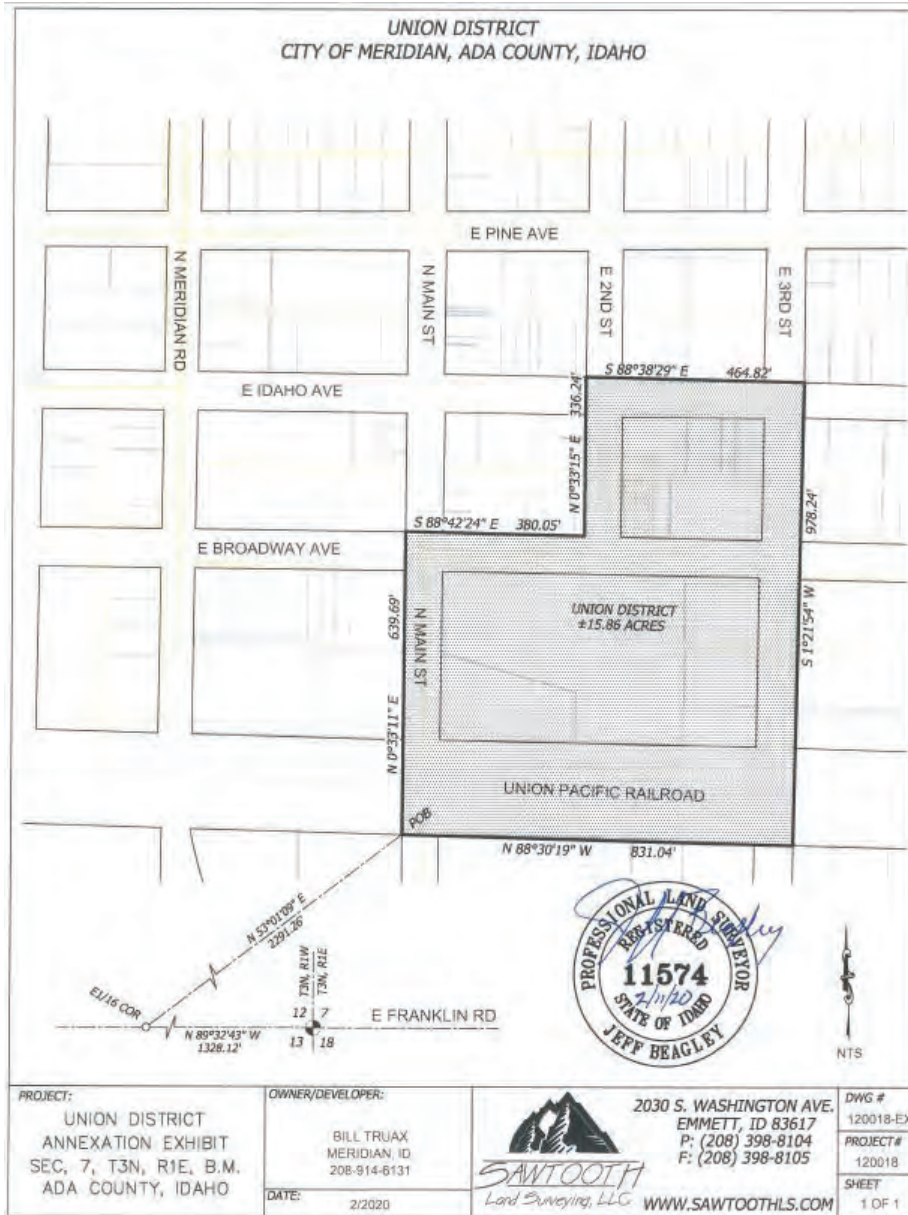 UNION DISTRICT
CITY OF MERIDIAN, ADA COUNTY, IDAHO
E PINE AVE
N MERIDIAN RD
N MAIN ST
E 2ND ST
E 3RD ST
S 88°38'29" E 464.82'
E IDAHO AVE
336.24'
N 0°33'15" E
S 88°42'24" E 380.05'
978.24'
E BROADWAY AVE
639.69'
N MAIN ST
UNION DISTRICT
±15.86 ACRES
S 1°21'54" W
N 0°33'11" E
UNION PACIFIC RAILROAD
POB
N 88°30'19" W 831.04'
N 53°01'09" E
2291.26'
T3N, R1W
T3N, R1E
E1/16 COR
12 7
E FRANKLIN RD
N 89°32'43" W
1328.12'
13 18
PROFESSIONAL LAND SURVEYOR
REGISTERED
11574
2/11/20
STATE OF IDAHO
JEFF BEAGLEY
NTS
PROJECT:
UNION DISTRICT
ANNEXATION EXHIBIT
SEC, 7, T3N, R1E, B.M.
ADA COUNTY, IDAHO
OWNER/DEVELOPER:
BILL TRUAX
MERIDIAN, ID
208-914-6131
DATE:
2/2020
SAWTOOTH
Land Surveying, LLC
2030 S. WASHINGTON AVE.
EMMETT, ID 83617
P: (208) 398-8104
F: (208) 398-8105
WWW.SAWTOOTHLS.COM
DWG #
120018-EX
PROJECT#
120018
SHEET
1 OF 1